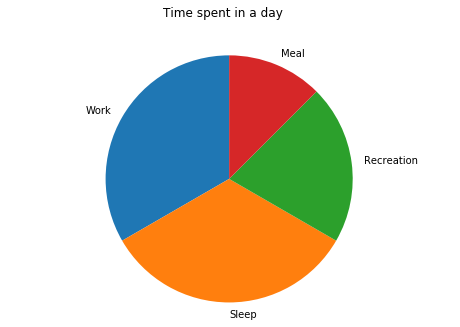 Time spent in a day
Meal
Work
Recreation
Sleep